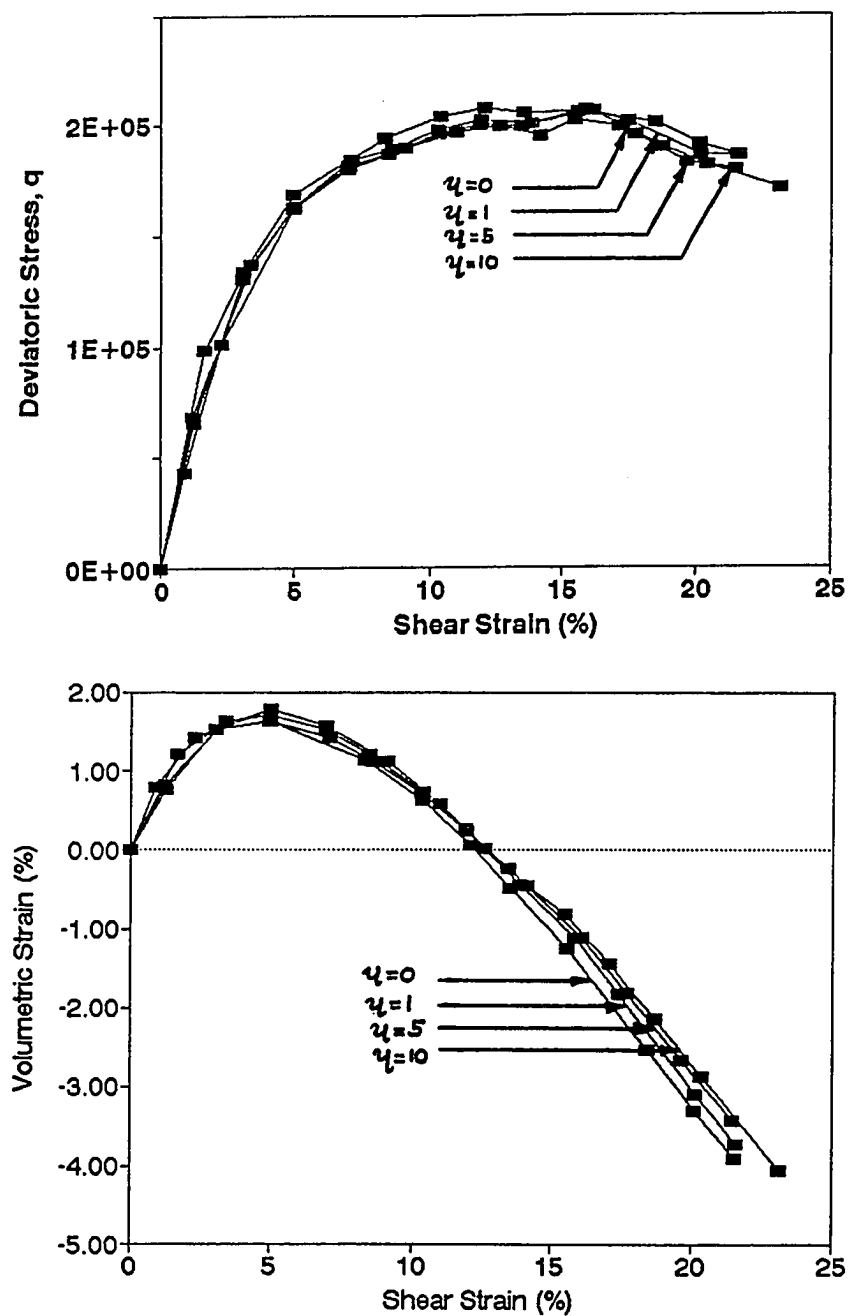 Deviatoric Stress, q
2E+05
1E+05
0E+00
η=0
η=1
η=5
η=10
0 5 10 15 20 25
Shear Strain (%)
Volumetric Strain (%)
2.00
1.00
0.00
-1.00
-2.00
-3.00
-4.00
-5.00
η=0
η=1
η=5
η=10
0 5 10 15 20 25
Shear Strain (%)